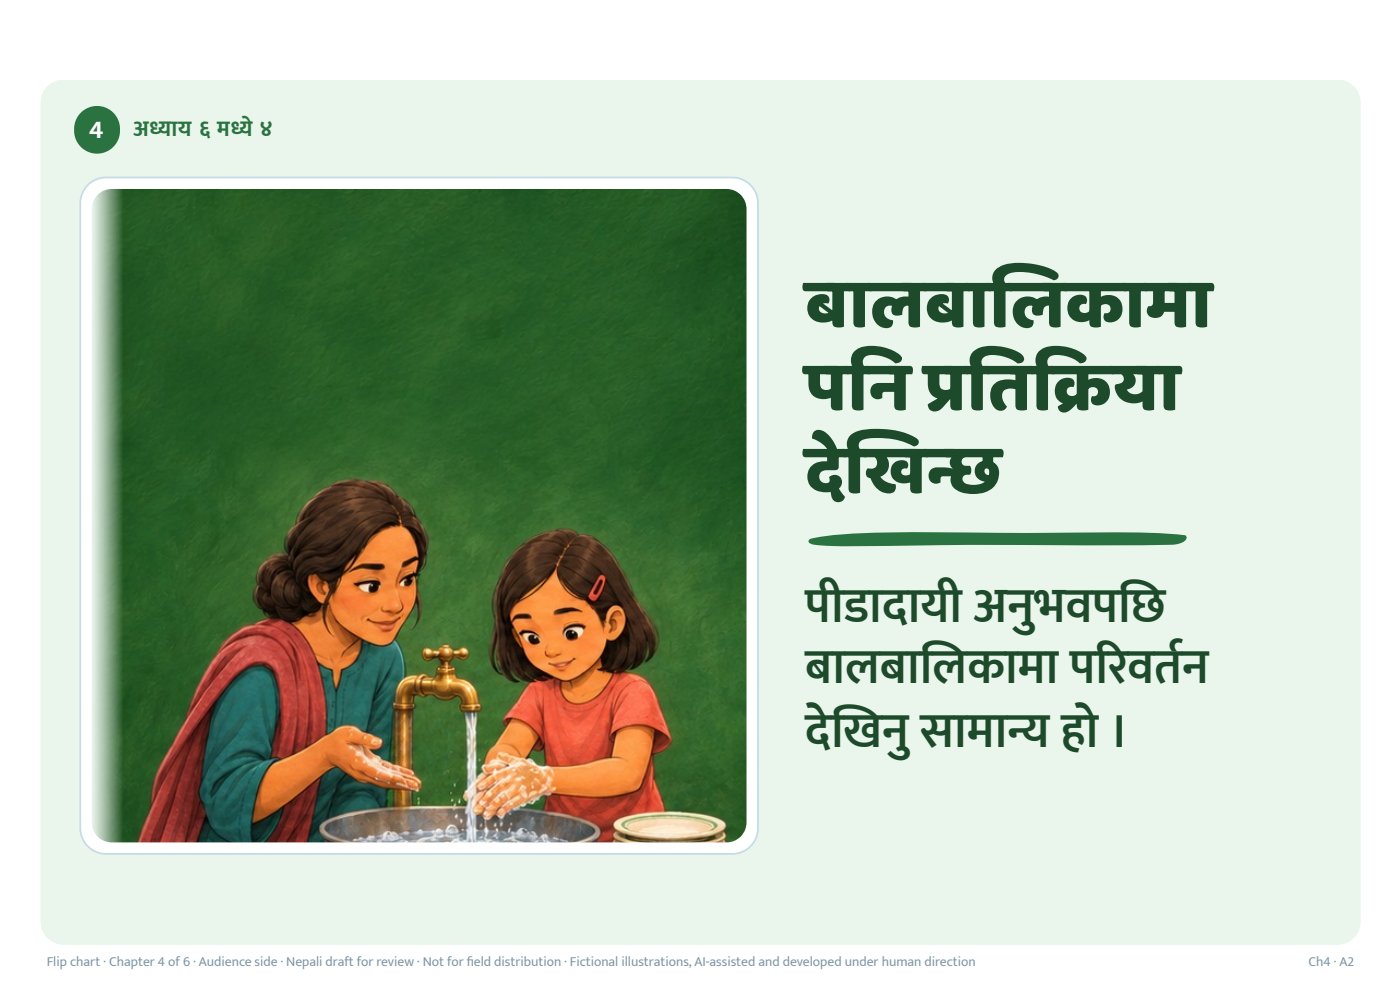 4 अध्याय ६ मध्ये ४
बालबालिकामा
पनि प्रतिक्रिया
देखिन्छ
पीडादायी अनुभवपछि
बालबालिकामा परिवर्तन
देखिनु सामान्य हो ।
Flip chart · Chapter 4 of 6 · Audience side · Nepali draft for review · Not for field distribution · Fictional illustrations, AI-assisted and developed under human direction
Ch4 · A2